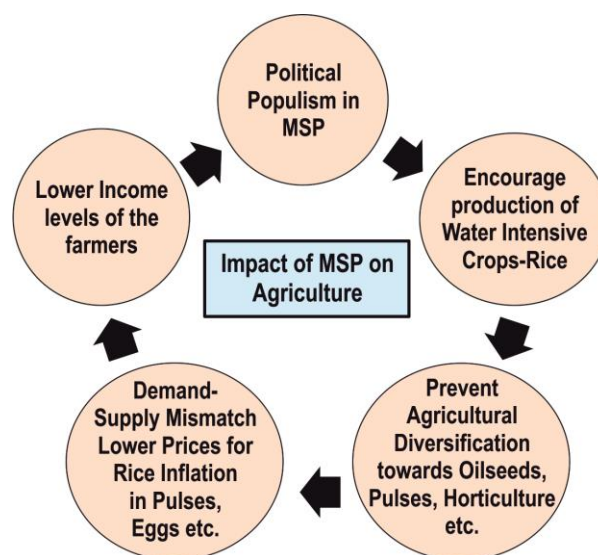 Political
Populism in
MSP
Encourage
production of
Water Intensive
Crops-Rice
Prevent
Agricultural
Diversification
towards Oilseeds,
Pulses, Horticulture
etc.
Demand-
Supply Mismatch
Lower Prices for
Rice Inflation
in Pulses,
Eggs etc.
Lower Income
levels of the
farmers
Impact of MSP on
Agriculture